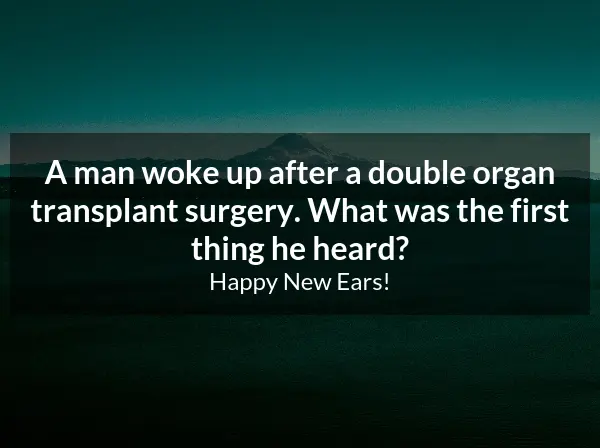 A man woke up after a double organ
transplant surgery. What was the first
thing he heard?
Happy New Ears!